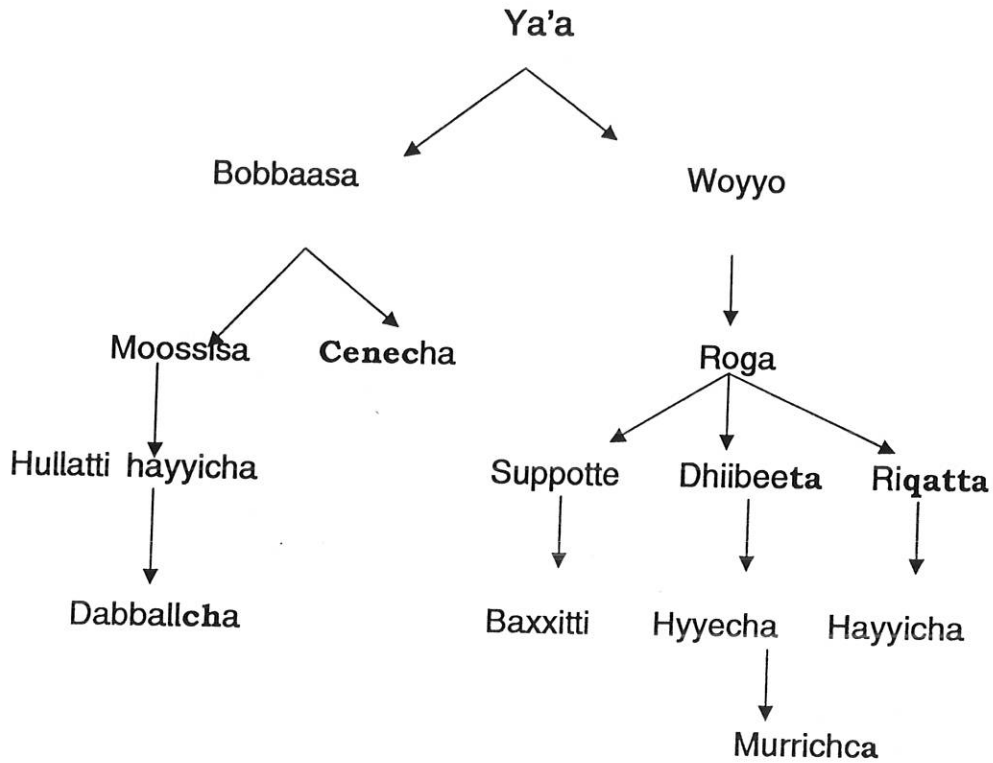 Ya'a
Bobbaasa Woyyo
Moossisa Cenecha Roga
Hullatti hayyicha Suppotte Dhiibeeta Riqatta
Dabballcha Baxxitti Hyyecha Hayyicha
Murrichca